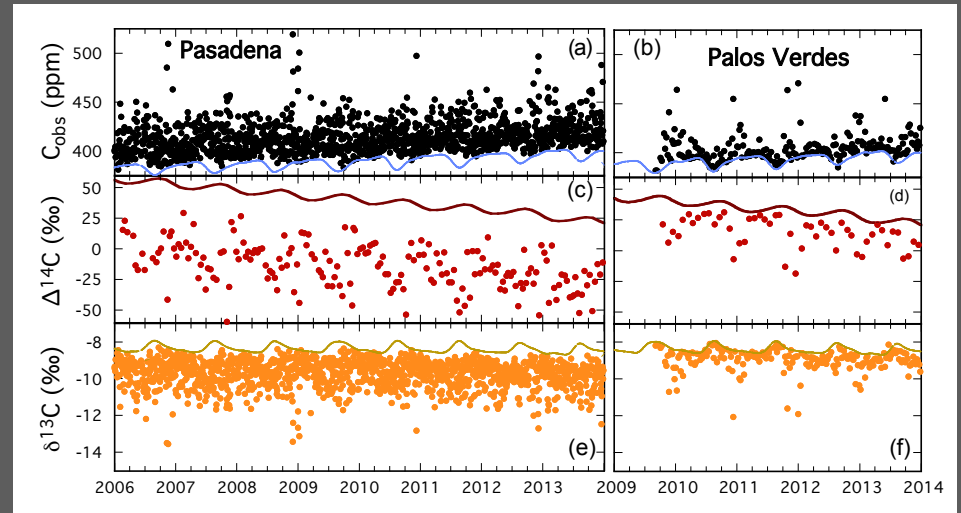 Pasadena
(a)
(b)
Palos Verdes
C_obs (ppm)
500
450
400
(c)
(d)
Δ¹⁴C (‰)
50
25
0
-25
-50
(e)
(f)
δ¹³C (‰)
-8
-10
-12
-14
2006 2007 2008 2009 2010 2011 2012 2013
2009 2010 2011 2012 2013 2014